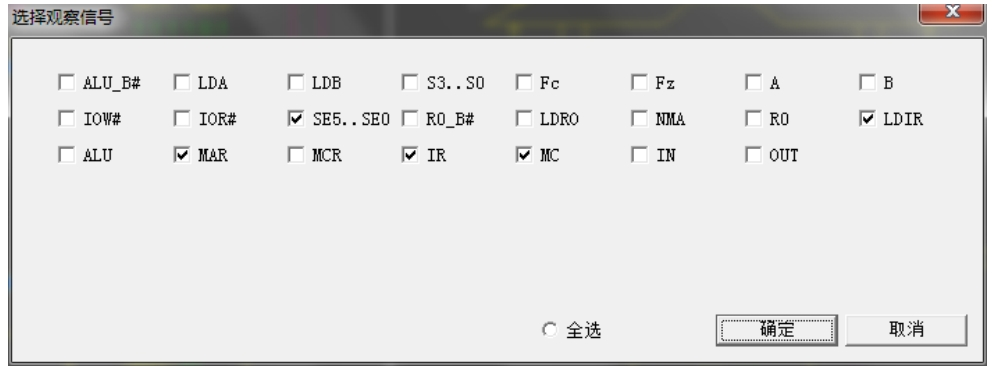 选择观察信号
ALU_B# LDA LDB S3..S0 Fc Fz A B
IOW# IOR# SE5..SE0 R0_B# LDR0 NMA R0 LDIR
ALU MAR MCR IR MC IN OUT
全选 确定 取消